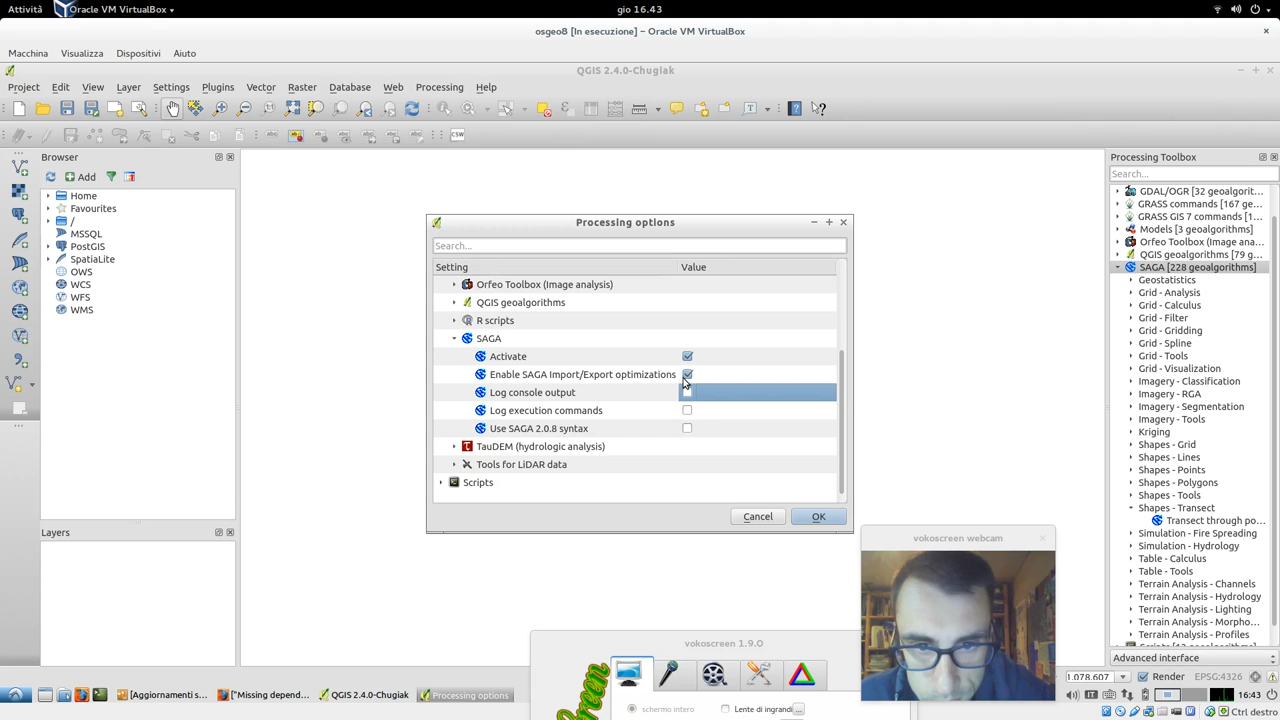 Attività
Oracle VM VirtualBox
gio 16.43
osgeo8 [In esecuzione] – Oracle VM VirtualBox
Macchina Visualizza Dispositivi Aiuto
QGIS 2.4.0-Chugiak
Project Edit View Layer Settings Plugins Vector Raster Database Web Processing Help
CSW
Browser
Add
Home
Favourites
/
MSSQL
PostGIS
SpatiaLite
OWS
WCS
WFS
WMS
Layers
Processing options
Search...
Setting Value
Orfeo Toolbox (Image analysis)
QGIS geoalgorithms
R scripts
SAGA
Activate
Enable SAGA Import/Export optimizations
Log console output
Log execution commands
Use SAGA 2.0.8 syntax
TauDEM (hydrologic analysis)
Tools for LiDAR data
Scripts
Cancel OK
Processing Toolbox
Search...
GDAL/OGR [32 geoalgorit...
GRASS commands [167 ge...
GRASS GIS 7 commands [1...
Models [3 geoalgorithms]
Orfeo Toolbox (Image ana...
QGIS geoalgorithms [79 g...
SAGA [228 geoalgorithms]
Geostatistics
Grid - Analysis
Grid - Calculus
Grid - Filter
Grid - Gridding
Grid - Spline
Grid - Tools
Grid - Visualization
Imagery - Classification
Imagery - RGA
Imagery - Segmentation
Imagery - Tools
Kriging
Shapes - Grid
Shapes - Lines
Shapes - Points
Shapes - Polygons
Shapes - Tools
Shapes - Transect
Transect through po...
Simulation - Fire Spreading
Simulation - Hydrology
Table - Calculus
Table - Tools
Terrain Analysis - Channels
Terrain Analysis - Hydrology
Terrain Analysis - Lighting
Terrain Analysis - Morpho...
Terrain Analysis - Profiles
Advanced interface
vokoscreen webcam
vokoscreen 1.9.0
schermo intero
Lente di ingrandi...
1.078.607 Render EPSG:4326
[Aggiornamenti s... ["Missing depend... QGIS 2.4.0-Chugiak Processing options
IT
16:43
Ctrl destro